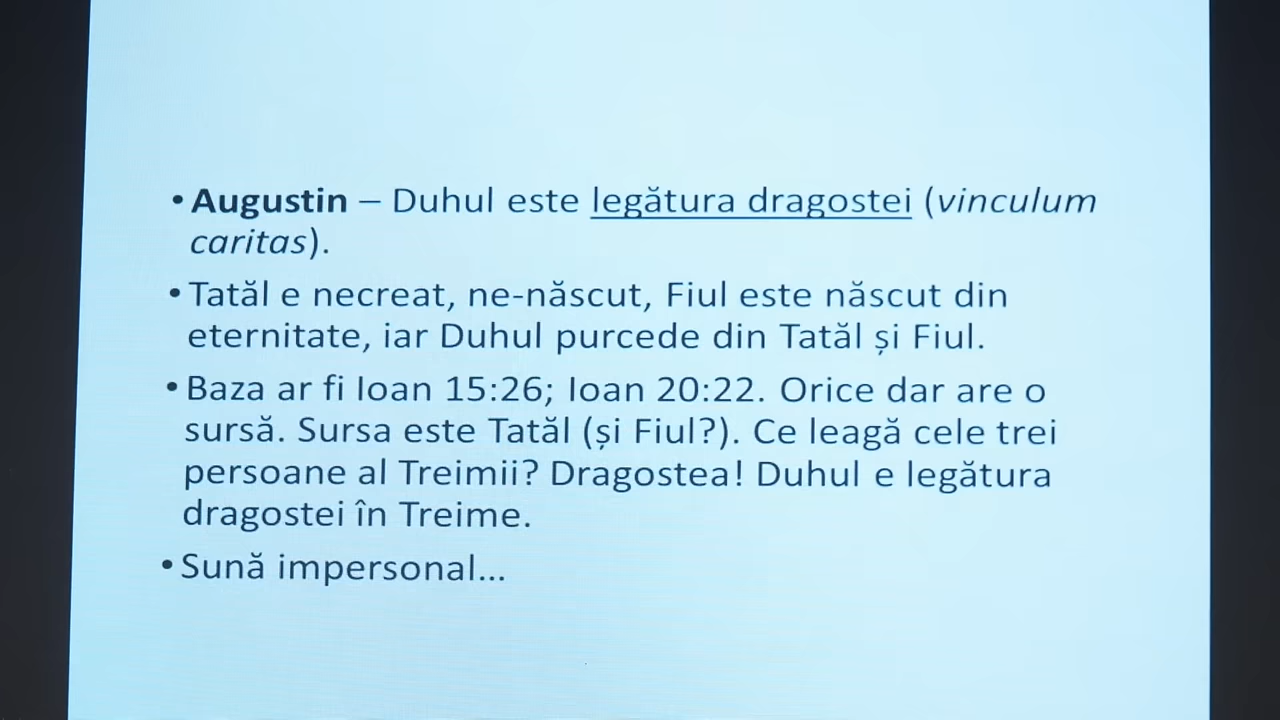 • Augustin – Duhul este legătura dragostei (vinculum
caritas).
• Tatăl e necreat, ne-născut, Fiul este născut din
eternitate, iar Duhul purcede din Tatăl și Fiul.
• Baza ar fi Ioan 15:26; Ioan 20:22. Orice dar are o
sursă. Sursa este Tatăl (și Fiul?). Ce leagă cele trei
persoane al Treimii? Dragostea! Duhul e legătura
dragostei în Treime.
• Sună impersonal...